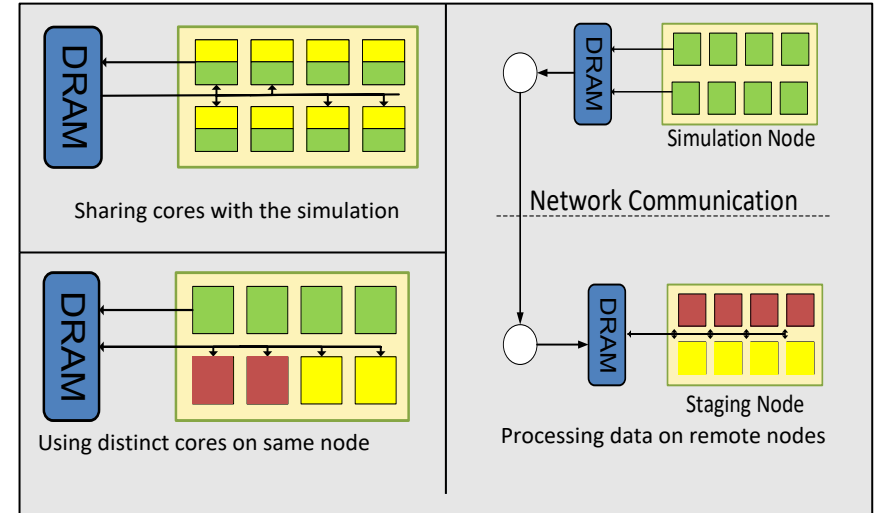 DRAM
Sharing cores with the simulation
DRAM
Using distinct cores on same node
DRAM
Simulation Node
Network Communication
DRAM
Staging Node
Processing data on remote nodes